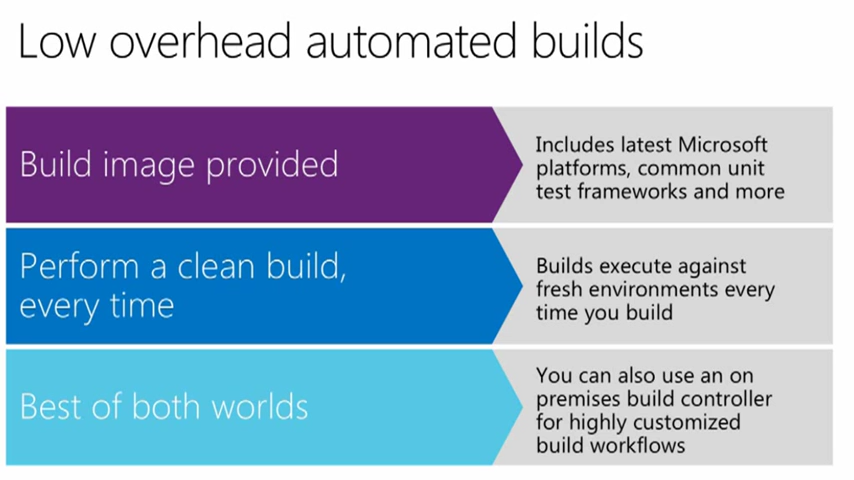 Low overhead automated builds
Build image provided
Includes latest Microsoft
platforms, common unit
test frameworks and more
Perform a clean build,
every time
Builds execute against
fresh environments every
time you build
Best of both worlds
You can also use an on
premises build controller
for highly customized
build workflows